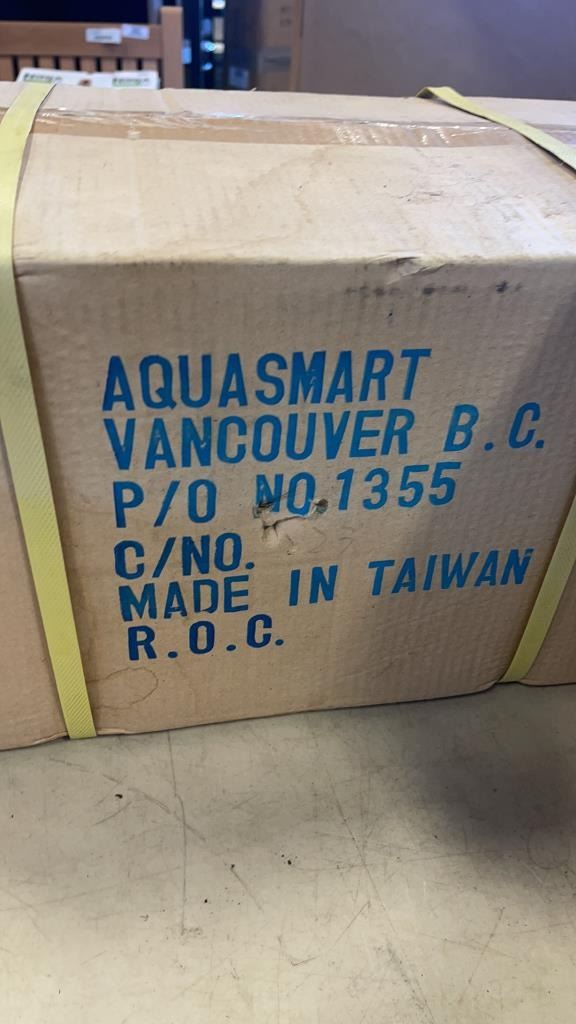 AQUASMART
VANCOUVER B.C.
P/O NO.1355
C/NO.
MADE IN TAIWAN
R.O.C.